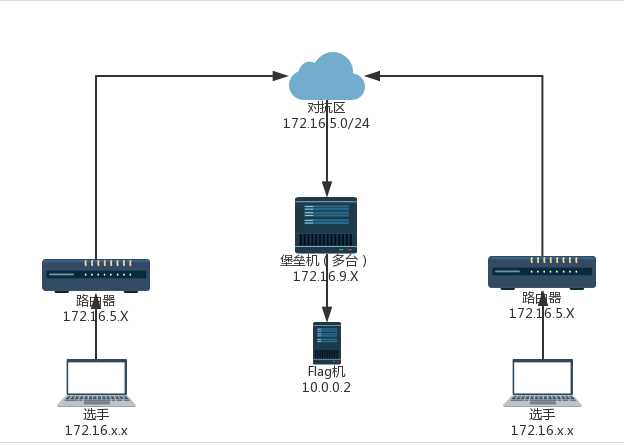 对抗区
172.16.5.0/24
堡垒机（多台）
172.16.9.X
路由器
172.16.5.X
路由器
172.16.5.X
Flag机
10.0.0.2
选手
172.16.x.x
选手
172.16.x.x